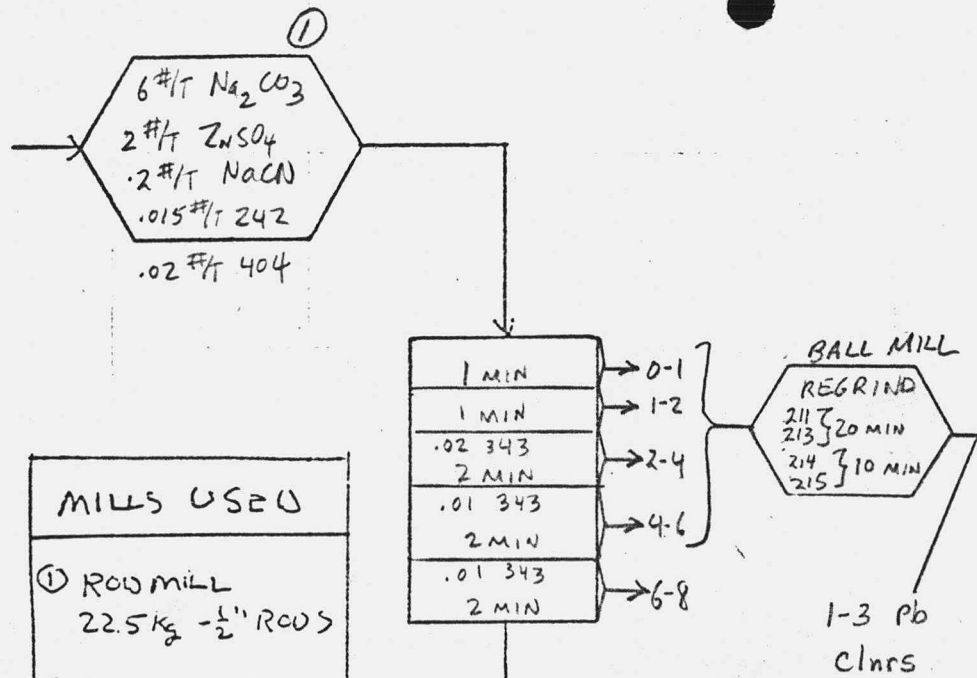 ①
6 #/T Na2CO3
2 #/T ZNSO4
.2 #/T NaCN
.015 #/T 242
.02 #/T 404
1 MIN
0-1
1 MIN
1-2
.02 343
2 MIN
2-4
.01 343
2 MIN
4-6
.01 343
2 MIN
6-8
BALL MILL
REGRIND
211
213 } 20 MIN
214
215 } 10 MIN
1-3 Pb
Clnrs
MILLS USED
① ROD MILL
22.5 Kg - 1/2" RODS